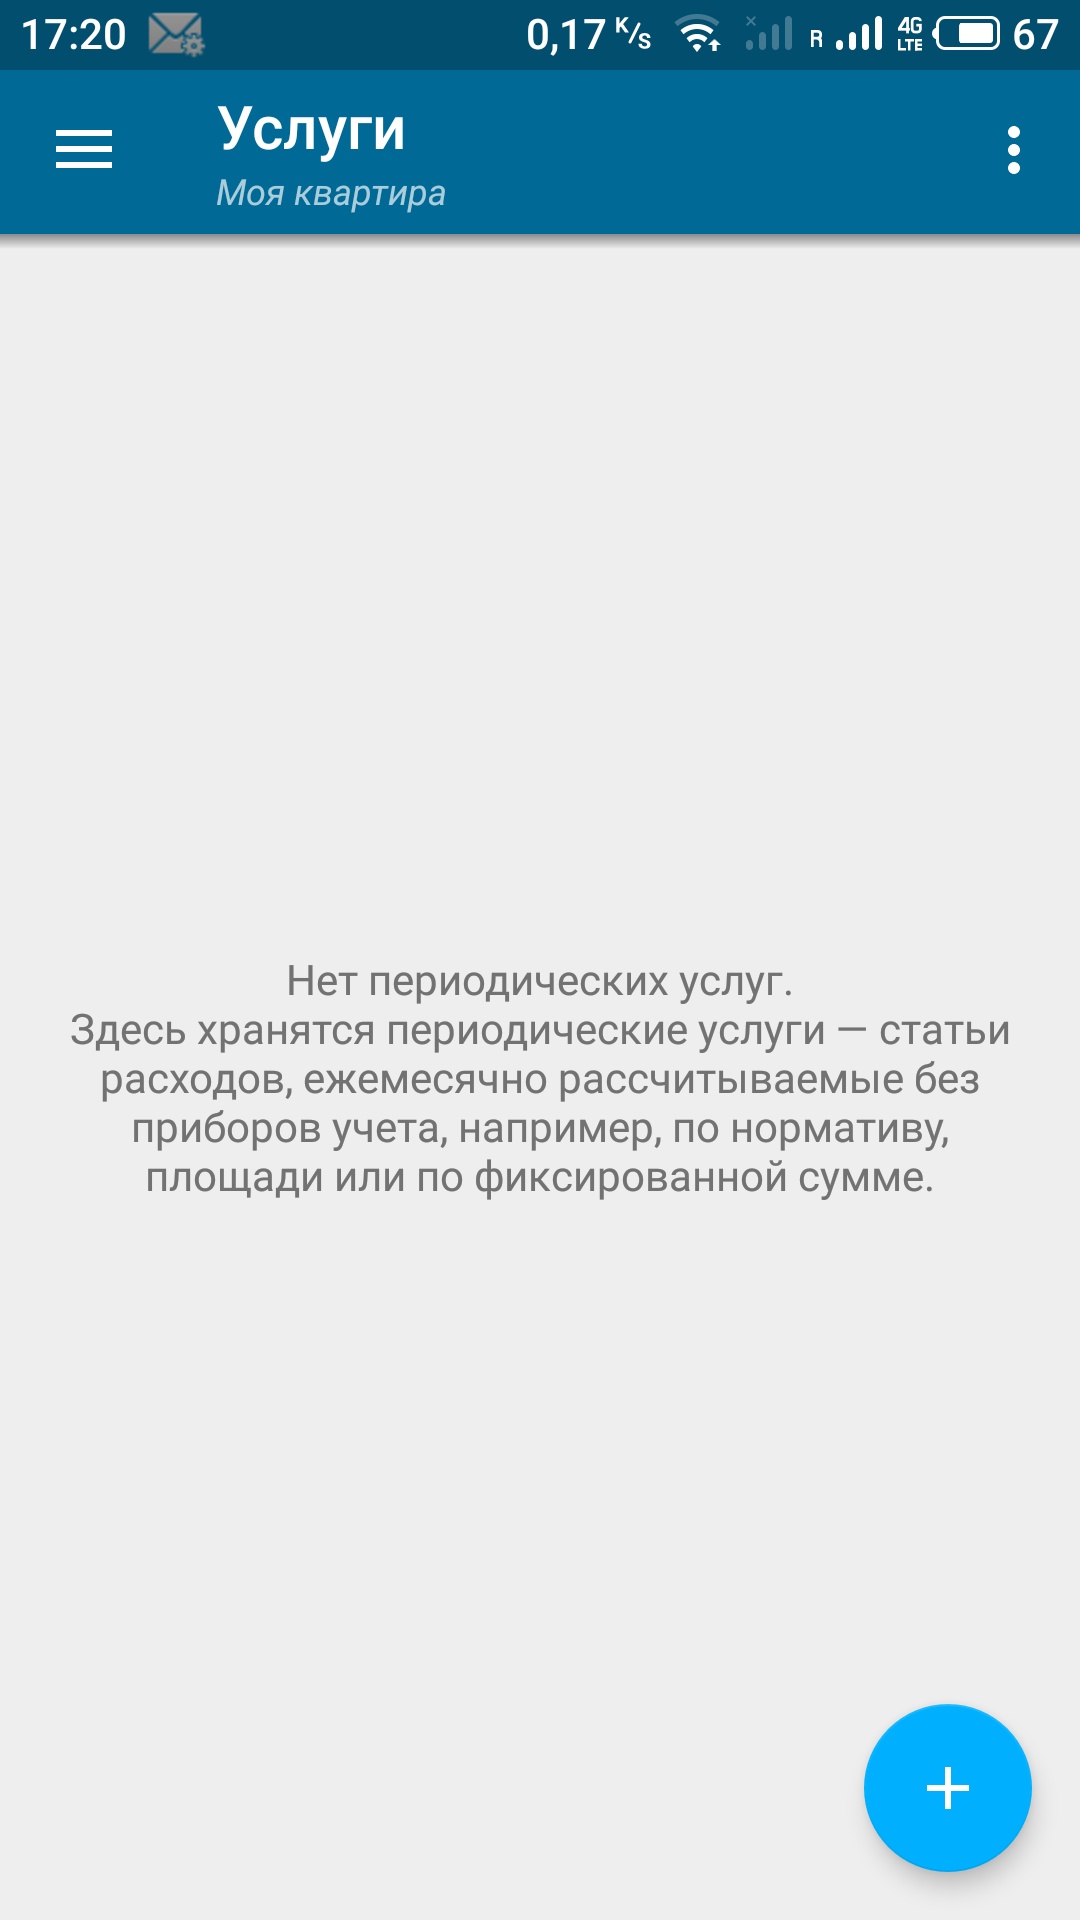 17:20 0,17 K/s R 4G LTE 67
Услуги
Моя квартира
Нет периодических услуг.
Здесь хранятся периодические услуги — статьи
расходов, ежемесячно рассчитываемые без
приборов учета, например, по нормативу,
площади или по фиксированной сумме.